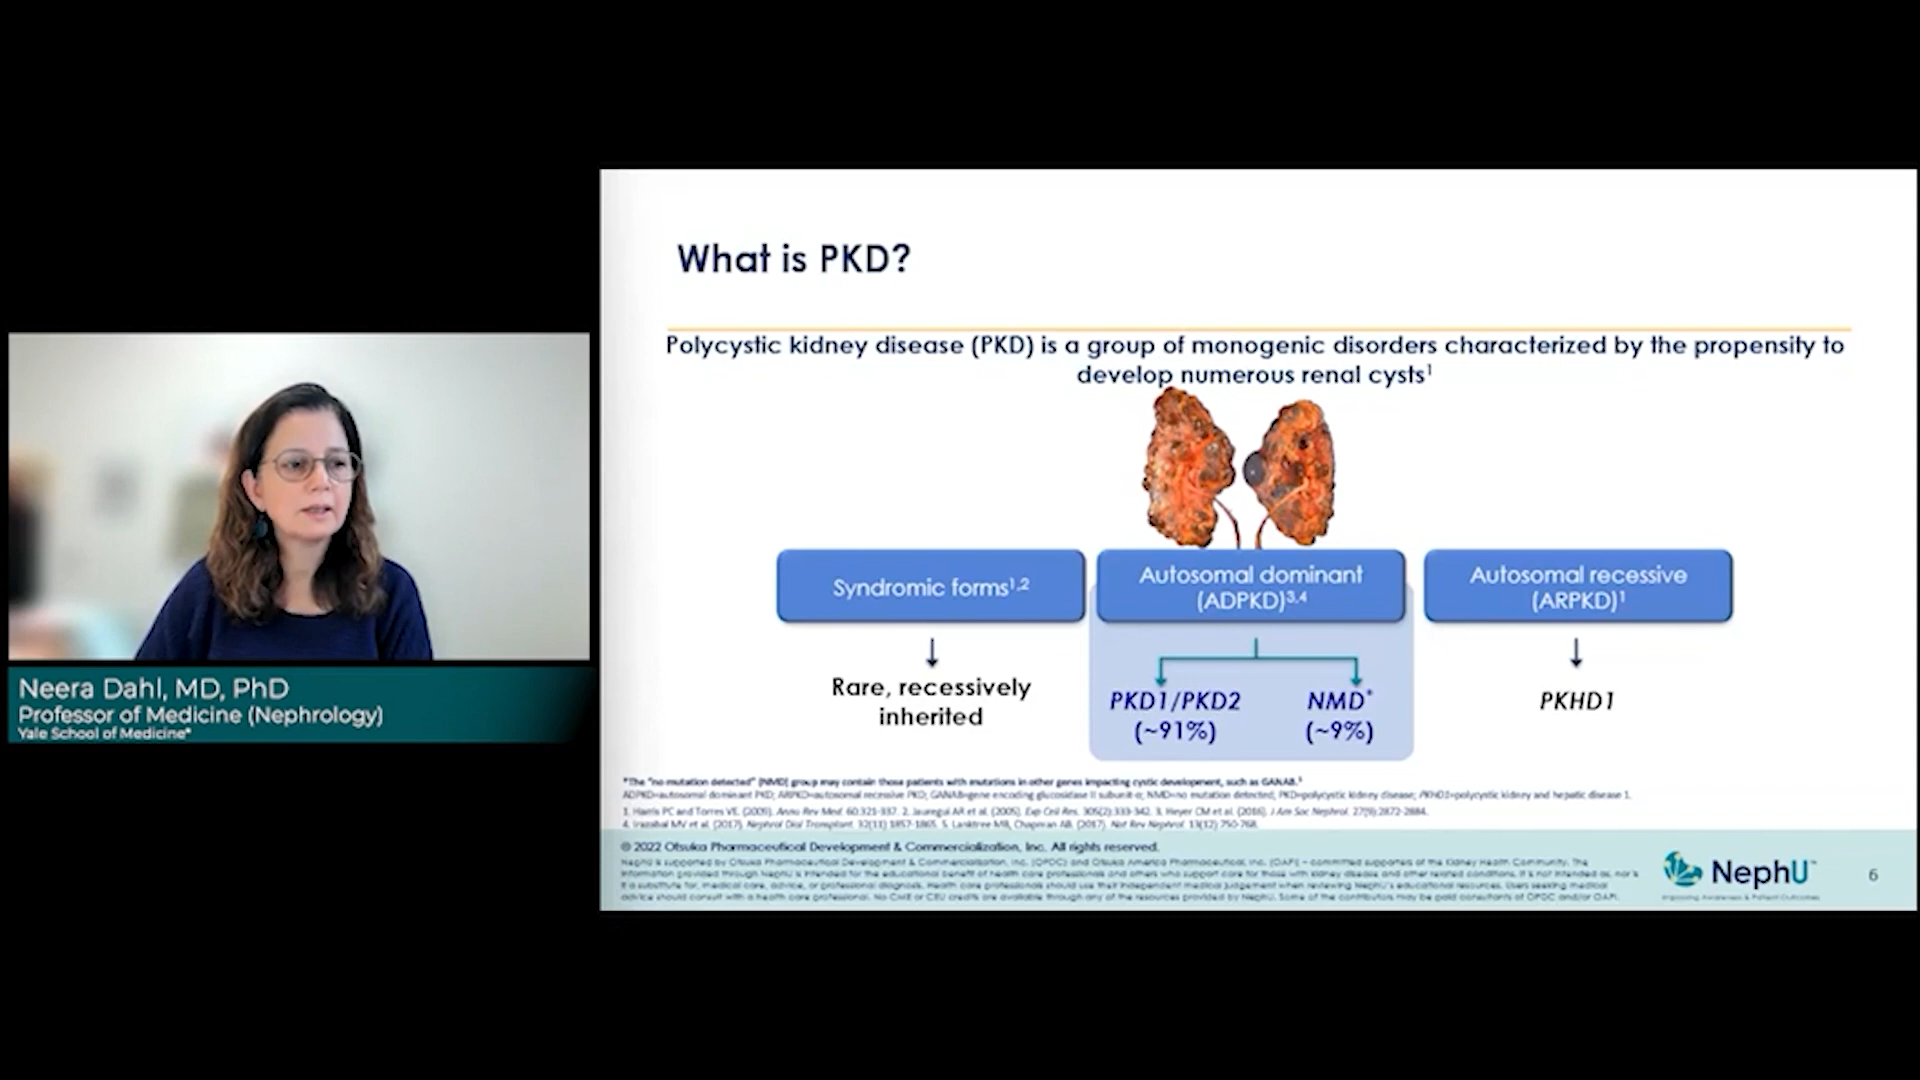 What is PKD?
Polycystic kidney disease (PKD) is a group of monogenic disorders characterized by the propensity to
develop numerous renal cysts¹
Syndromic forms¹,²
Autosomal dominant
(ADPKD)³,⁴
Autosomal recessive
(ARPKD)¹
Rare, recessively
inherited
PKD1/PKD2
(~91%)
NMD*
(~9%)
PKHD1
Neera Dahl, MD, PhD
Professor of Medicine (Nephrology)
Yale School of Medicine*
*The "no mutation detected" (NMD) group may contain those patients with mutations in other genes impacting cystic development, such as GANAB.⁵
ADPKD=autosomal dominant PKD; ARPKD=autosomal recessive PKD; GANAB=gene encoding glucosidase II subunit-α; NMD=no mutation detected; PKD=polycystic kidney disease; PKHD1=polycystic kidney and hepatic disease 1.
1. Harris PC and Torres VE. (2009). Annu Rev Med. 60:321-337. 2. Jauregui AR et al. (2005). Exp Cell Res. 305(2):333-342. 3. Heyer CM et al. (2016). J Am Soc Nephrol. 27(9):2872-2884.
4. Irazabal MV et al. (2017). Nephrol Dial Transplant. 32(11) 1857-1865. 5. Lanktree MB, Chapman AB. (2017). Nat Rev Nephrol. 13(12):750-768.
© 2022 Otsuka Pharmaceutical Development & Commercialization, Inc. All rights reserved.
NephU is supported by Otsuka Pharmaceutical Development & Commercialization, Inc. (OPDC) and Otsuka America Pharmaceutical, Inc. (OAPI) – committed supporters of the Kidney Health Community. The
information provided through NephU is intended for the educational benefit of health care professionals and others who support care for those with kidney disease and other related conditions. It is not intended as, nor is
it a substitute for, medical care, advice, or professional diagnosis. Health care professionals should use their independent medical judgement when reviewing NephU's educational resources. Users seeking medical
advice should consult with a health care professional. No CME or CEU credits are available through any of the resources provided by NephU. Some of the contributors may be paid consultants of OPDC and/or OAPI.
NephU™
Improving Awareness & Patient Outcomes
6